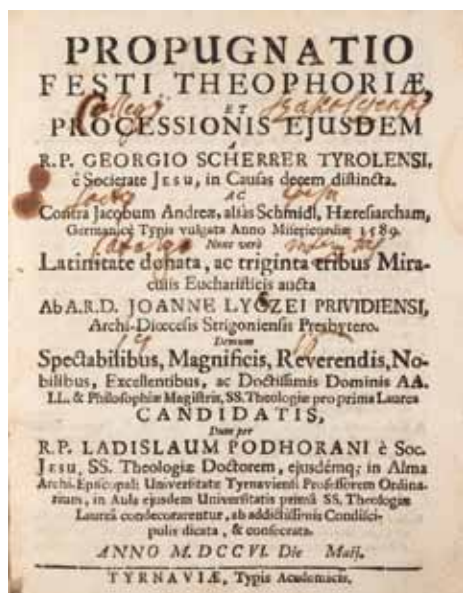 PROPUGNATIO
FESTI THEOPHORIÆ,
ET
PROCESSIONIS EJUSDEM
A
R.P. GEORGIO SCHERRER TYROLENSI,
è Societate JESU, in Causas decem distincta.
AC
Contra Jacobum Andreæ, aliàs Schmidl, Hæresiarcham,
Germanicè Typis vulgata Anno Misericordiæ 1589.
Nunc verò
Latinitate donata, ac triginta tribus Mira-
culis Eucharisticis aucta
Ab A.R.D. JOANNE LYCZEI PRIVIDIENSI,
Archi-Diœcesis Strigoniensis Presbytero.
Demum
Spectabilibus, Magnificis, Reverendis, No-
bilibus, Excellentibus, ac Doctissimis Dominis AA.
LL. & Philosophiæ Magistris, SS. Theologiæ pro prima Laurea
CANDIDATIS,
Dum per
R.P. LADISLAUM PODHORANI è Soc.
JESU, SS. Theologiæ Doctorem, ejusdémq; in Alma
Archi-Episcopali Universitate Tyrnaviensi Professorem Ordina-
rium, in Aula ejusdem Universitatis primâ SS. Theologiæ
Laureâ condecorarentur, ab addictissimis Condisci-
pulis dicata, & consecrata.
ANNO M. DCCVI. Die Maij.
TYRNAVIÆ, Typis Academicis.